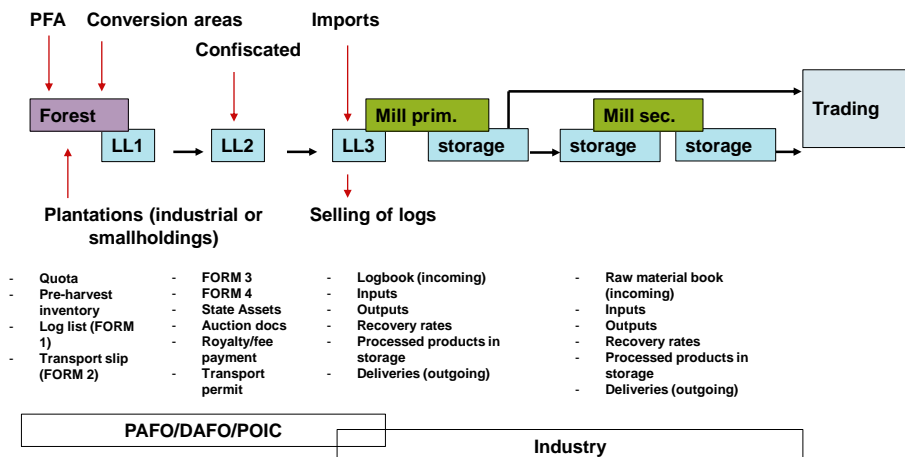 PFA
Conversion areas
Confiscated
Imports
Forest
LL1
LL2
LL3
Mill prim.
storage
Mill sec.
storage
storage
Trading
Plantations (industrial or
smallholdings)
Selling of logs
- Quota
- Pre-harvest
inventory
- Log list (FORM
1)
- Transport slip
(FORM 2)
- FORM 3
- FORM 4
- State Assets
- Auction docs
- Royalty/fee
payment
- Transport
permit
- Logbook (incoming)
- Inputs
- Outputs
- Recovery rates
- Processed products in
storage
- Deliveries (outgoing)
- Raw material book
(incoming)
- Inputs
- Outputs
- Recovery rates
- Processed products in
storage
- Deliveries (outgoing)
PAFO/DAFO/POIC
Industry